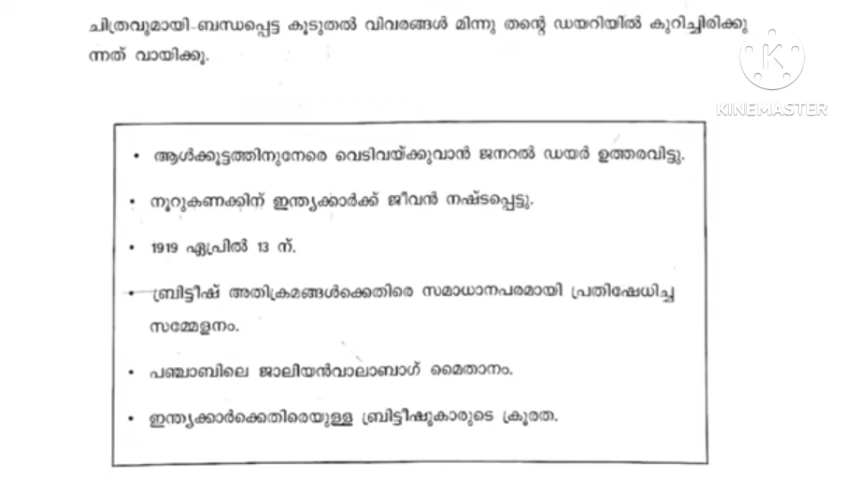 ചിത്രവുമായി ബന്ധപ്പെട്ട കൂടുതൽ വിവരങ്ങൾ മിന്നു തന്റെ ഡയറിയിൽ കുറിച്ചിരിക്കു
ന്നത് വായിക്കൂ.
KINEMASTER
• ആൾക്കൂട്ടത്തിനുനേരെ വെടിവയ്ക്കുവാൻ ജനറൽ ഡയർ ഉത്തരവിട്ടു.
• നൂറുകണക്കിന് ഇന്ത്യക്കാർക്ക് ജീവൻ നഷ്ടപ്പെട്ടു.
• 1919 ഏപ്രിൽ 13 ന്.
• ബ്രിട്ടീഷ് അതിക്രമങ്ങൾക്കെതിരെ സമാധാനപരമായി പ്രതിഷേധിച്ച
സമ്മേളനം.
• പഞ്ചാബിലെ ജാലിയൻവാലാബാഗ് മൈതാനം.
• ഇന്ത്യക്കാർക്കെതിരെയുള്ള ബ്രിട്ടീഷുകാരുടെ ക്രൂരത.